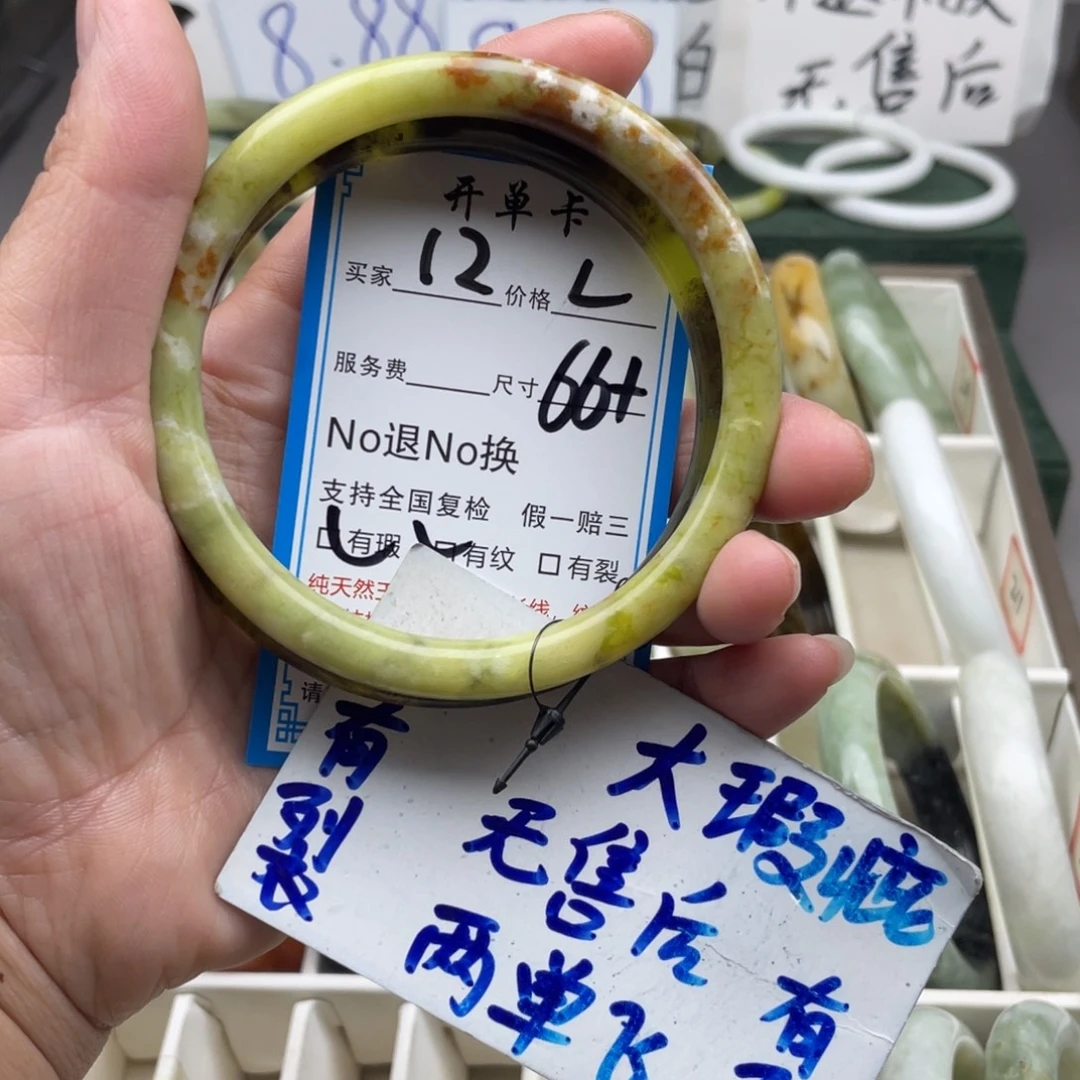 8.88
无售后
开单卡
买家 12 价格
服务费 尺寸 66+
No退No换
支持全国复检 假一赔三
口有瑕 口有纹 口有裂
纯天然
请
有裂
大瑕疵
无售后
两单飞
有